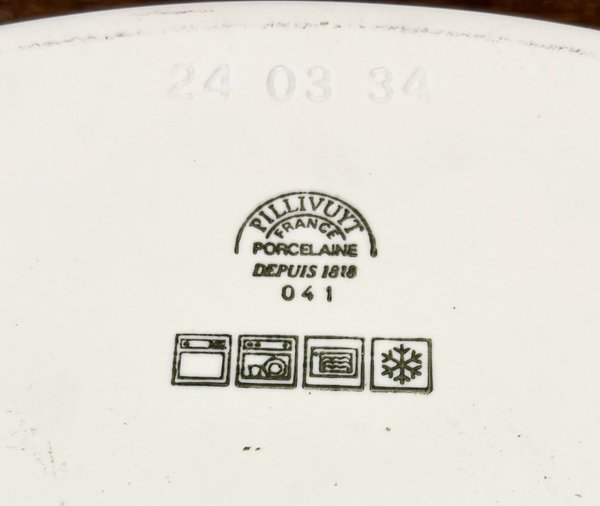 24 03 34
PILLIVUYT
FRANCE
PORCELAINE
DEPUIS 1818
041